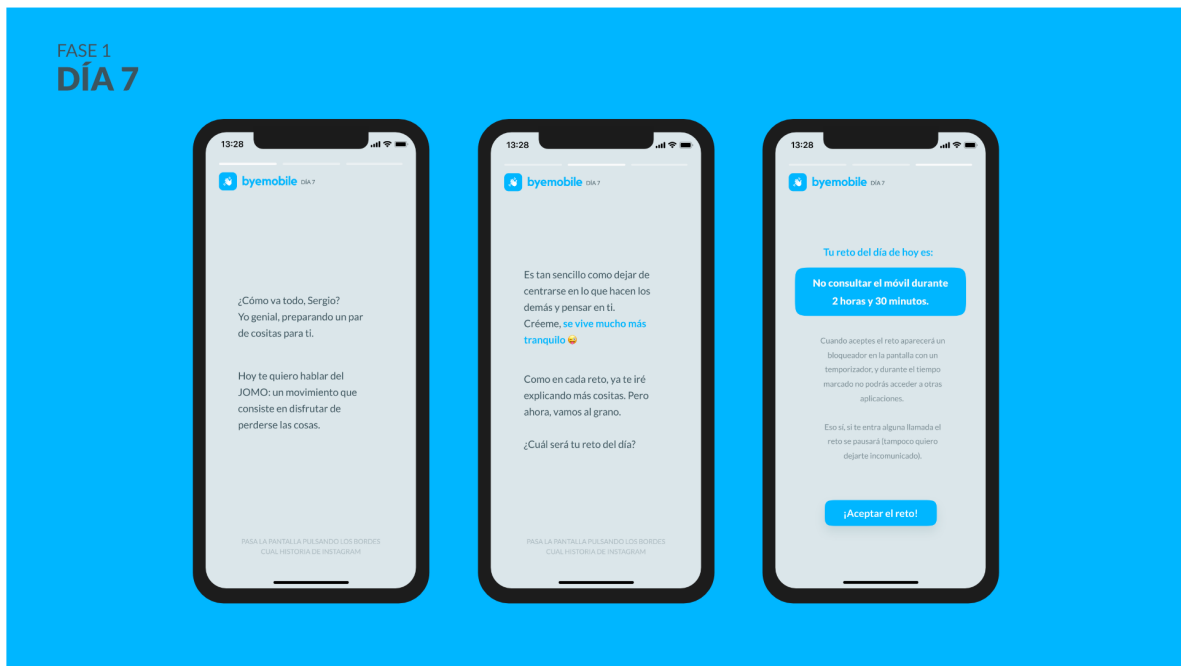 FASE 1
DÍA 7
13:28
byemobile DÍA 7
¿Cómo va todo, Sergio?
Yo genial, preparando un par
de cositas para ti.
Hoy te quiero hablar del
JOMO: un movimiento que
consiste en disfrutar de
perderse las cosas.
PASA LA PANTALLA PULSANDO LOS BORDES
CUAL HISTORIA DE INSTAGRAM
13:28
byemobile DÍA 7
Es tan sencillo como dejar de
centrarse en lo que hacen los
demás y pensar en ti.
Créeme, se vive mucho más
tranquilo 😄
Como en cada reto, ya te iré
explicando más cositas. Pero
ahora, vamos al grano.
¿Cuál será tu reto del día?
PASA LA PANTALLA PULSANDO LOS BORDES
CUAL HISTORIA DE INSTAGRAM
13:28
byemobile DÍA 7
Tu reto del día de hoy es:
No consultar el móvil durante
2 horas y 30 minutos.
Cuando aceptes el reto aparecerá un
bloqueador en la pantalla con un
temporizador, y durante el tiempo
marcado no podrás acceder a otras
aplicaciones.
Eso sí, si te entra alguna llamada el
reto se pausará (tampoco quiero
dejarte incomunicado).
¡Aceptar el reto!